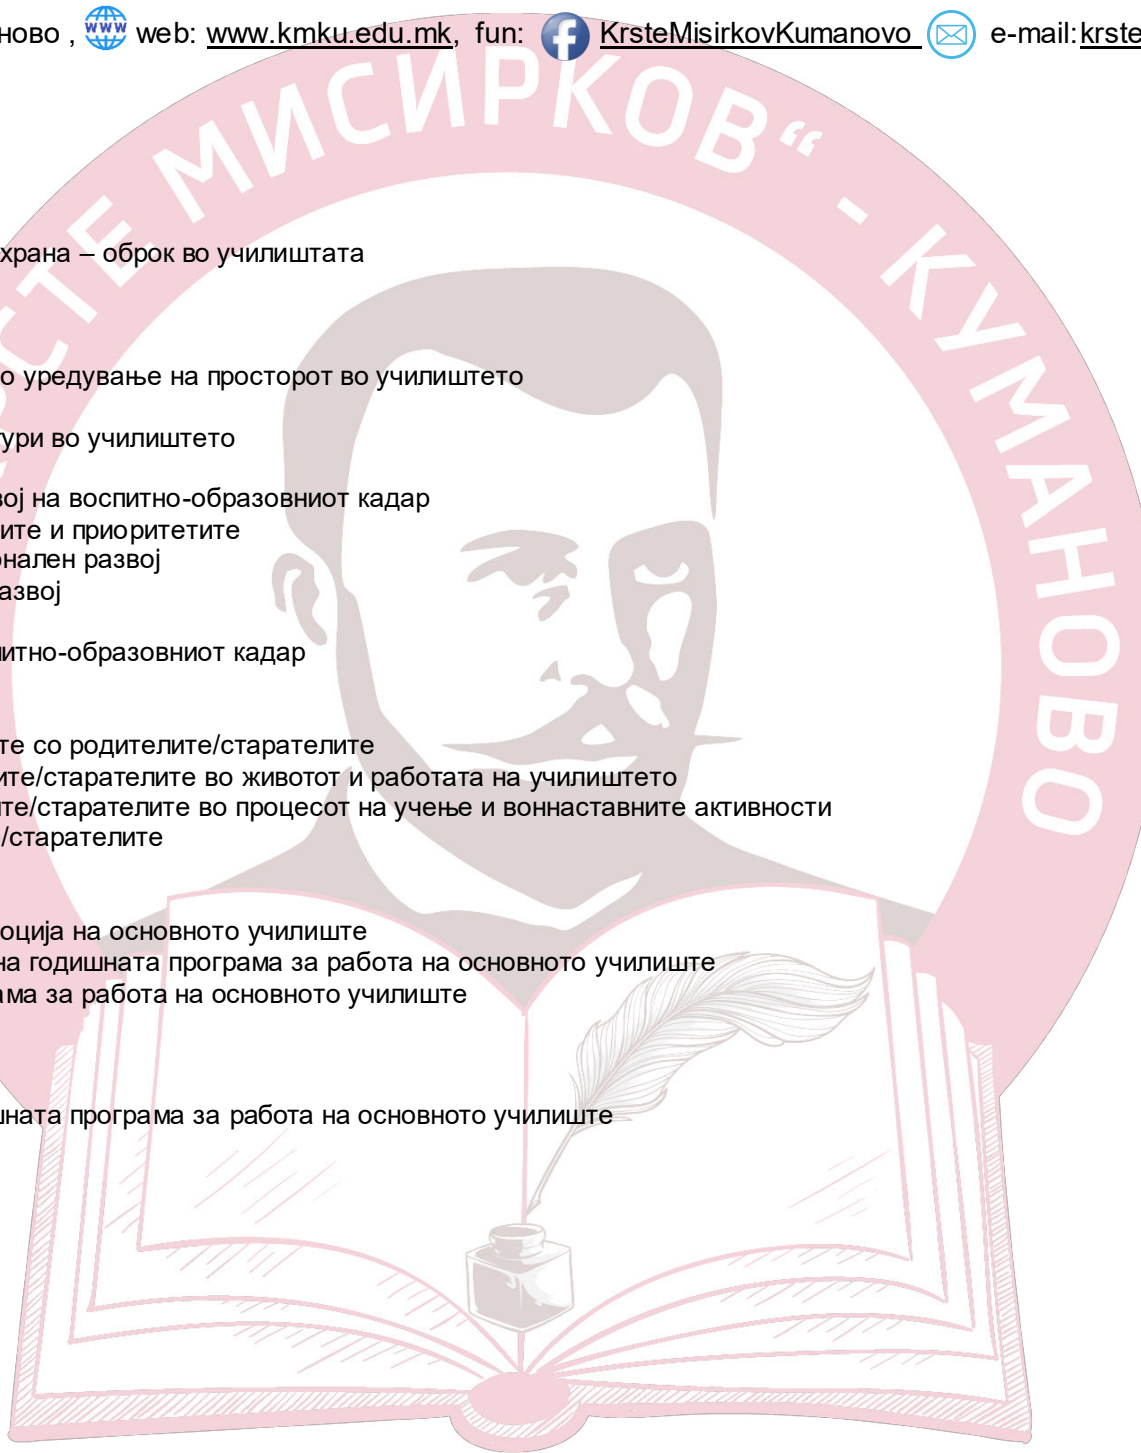 ново , www web: www.kmku.edu.mk, fun: f KrsteMisirkovKumanovo e-mail:krste
СТЕ МИСИРКОВ“ - КУМАНОВО
храна – оброк во училиштата
о уредување на просторот во училиштето
ури во училиштето
ој на воспитно-образовниот кадар
ите и приоритетите
нален развој
азвој
итно-образовниот кадар
те со родителите/старателите
ите/старателите во животот и работата на училиштето
те/старателите во процесот на учење и воннаставните активности
/старателите
оција на основното училиште
на годишната програма за работа на основното училиште
ама за работа на основното училиште
шната програма за работа на основното училиште